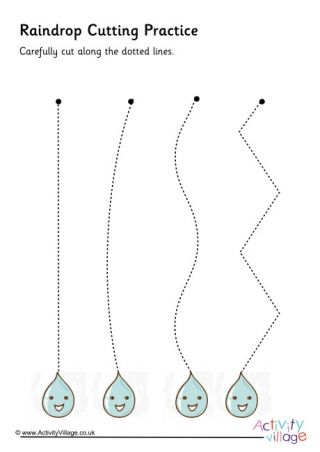 Raindrop Cutting Practice
Carefully cut along the dotted lines.
© www.ActivityVillage.co.uk
Activity
Village